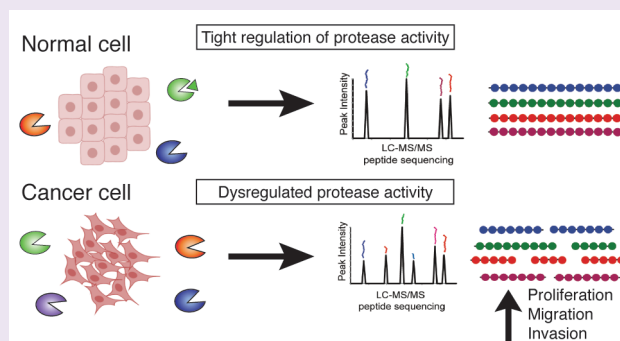 Normal cell
Tight regulation of protease activity
Peak Intensity
LC-MS/MS
peptide sequencing
Cancer cell
Dysregulated protease activity
Peak Intensity
LC-MS/MS
peptide sequencing
Proliferation
Migration
Invasion